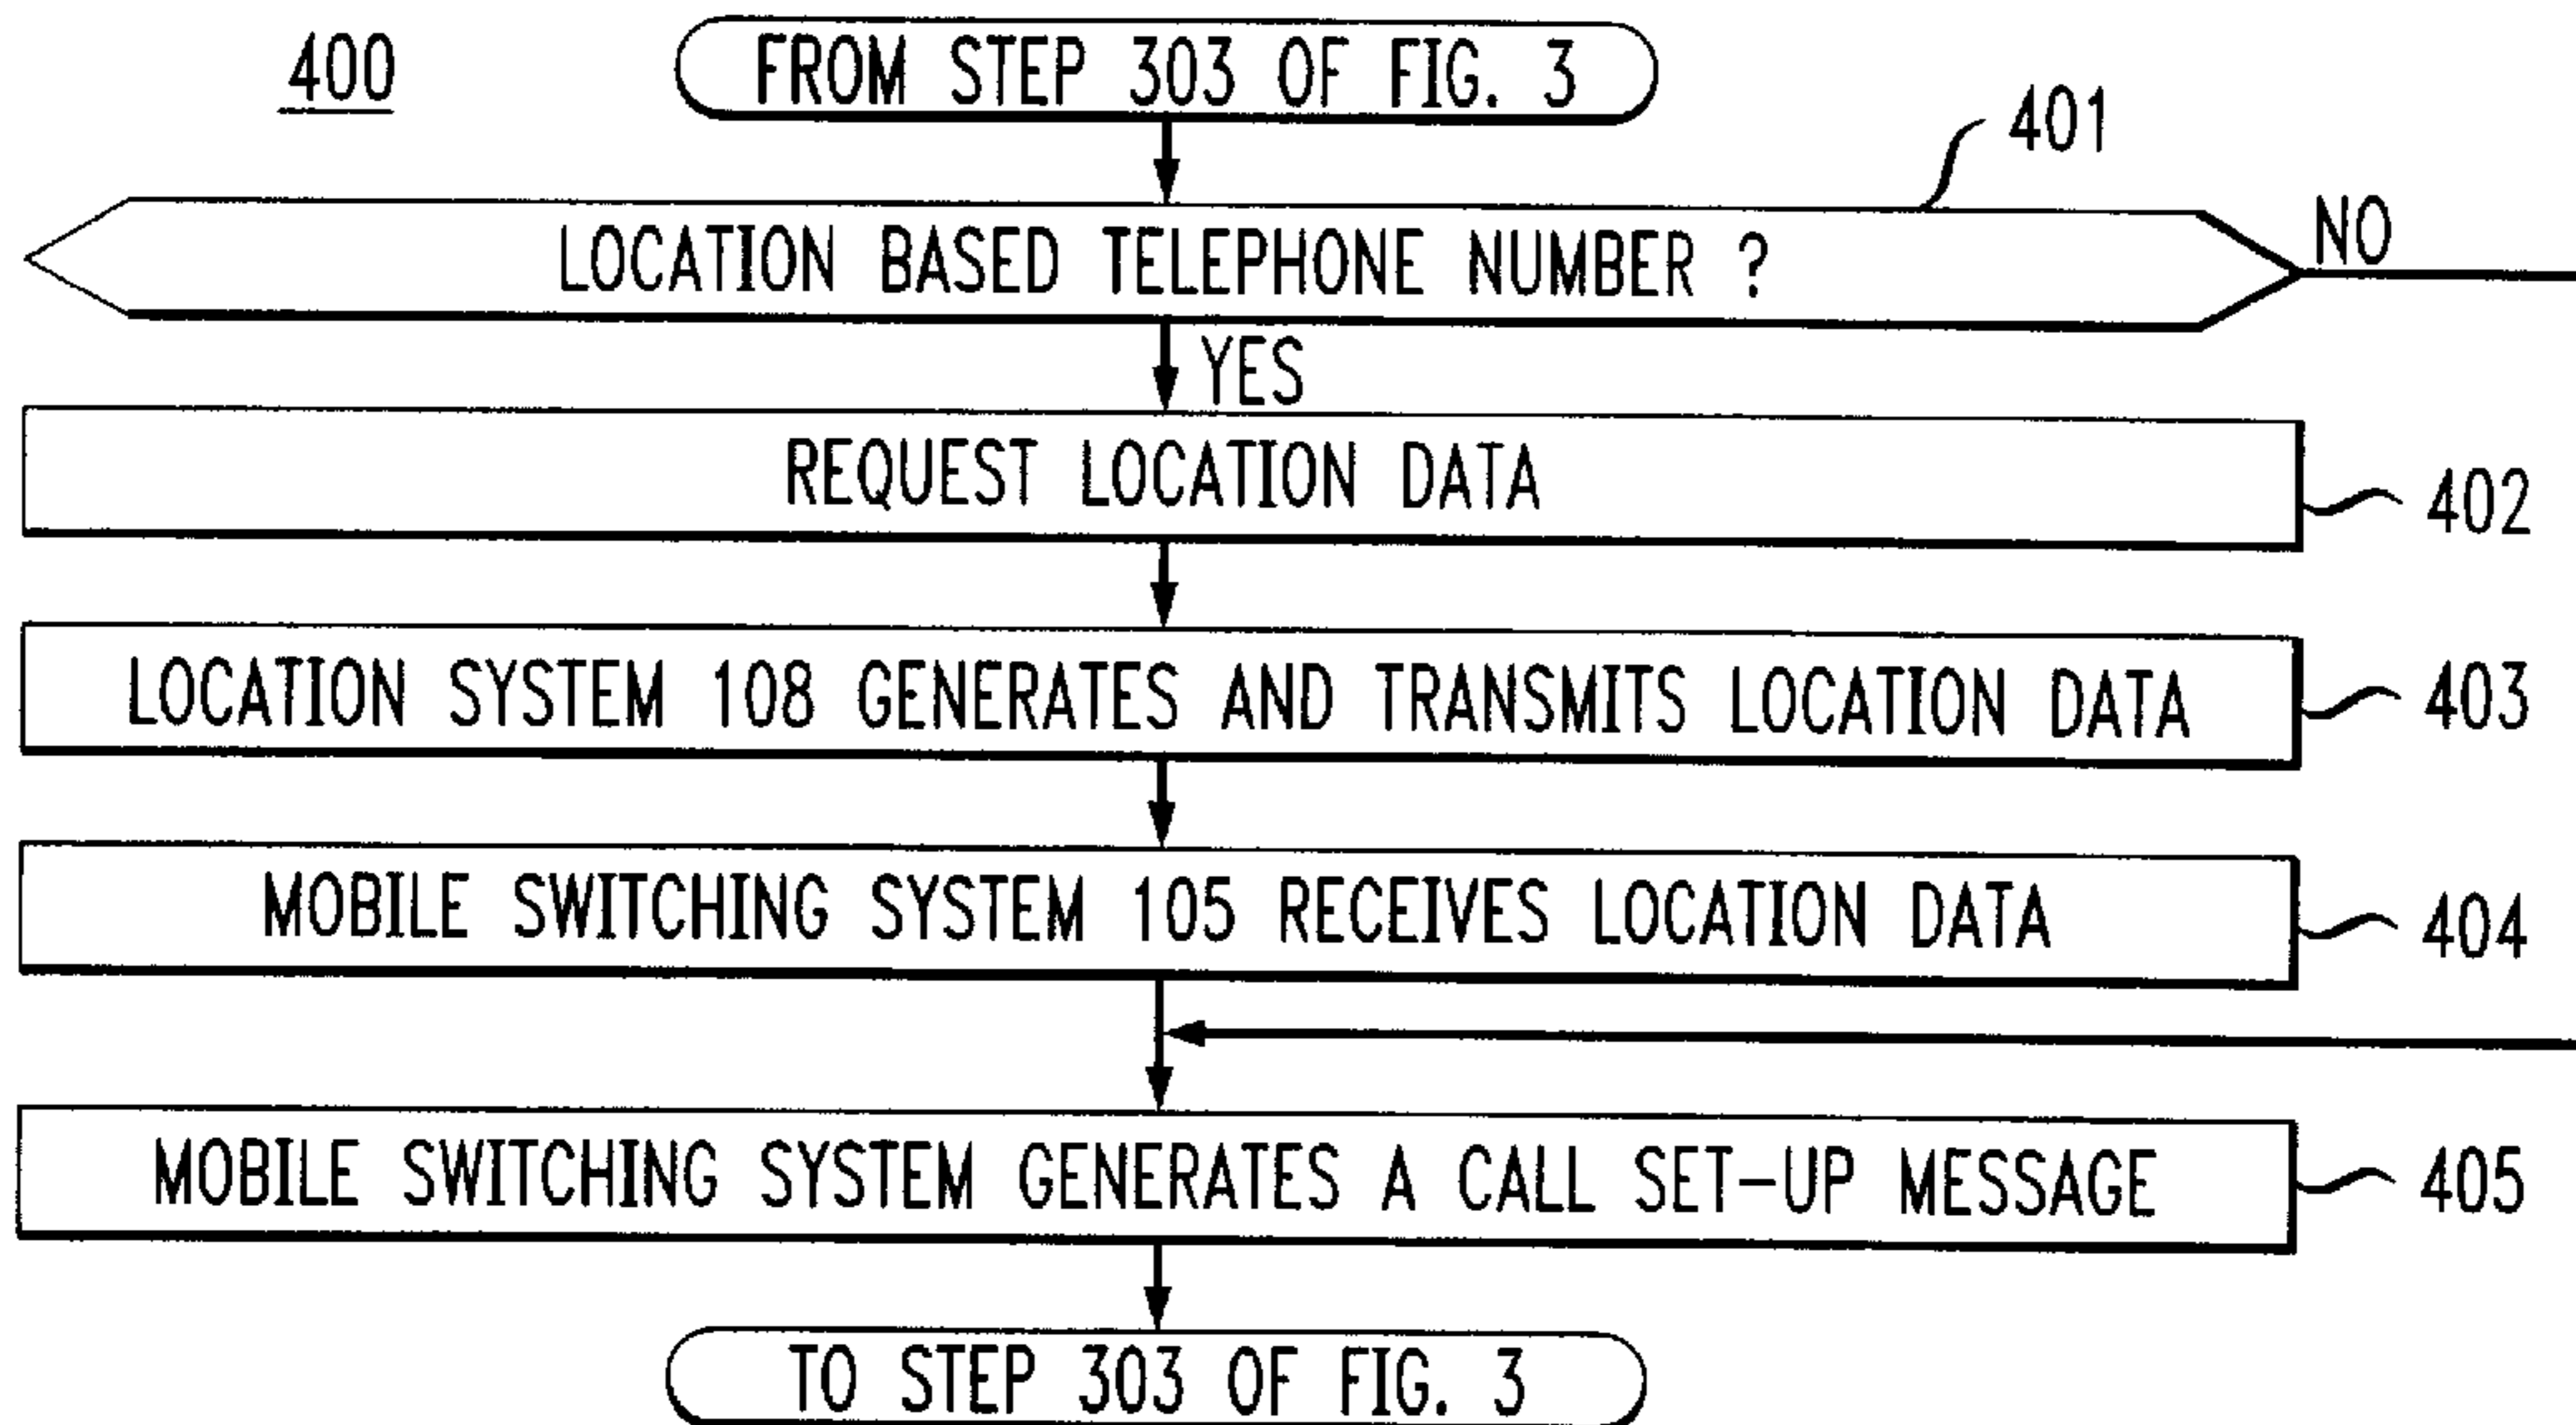 400
FROM STEP 303 OF FIG. 3
401
LOCATION BASED TELEPHONE NUMBER ?
NO
YES
REQUEST LOCATION DATA
402
LOCATION SYSTEM 108 GENERATES AND TRANSMITS LOCATION DATA
403
MOBILE SWITCHING SYSTEM 105 RECEIVES LOCATION DATA
404
MOBILE SWITCHING SYSTEM GENERATES A CALL SET-UP MESSAGE
405
TO STEP 303 OF FIG. 3